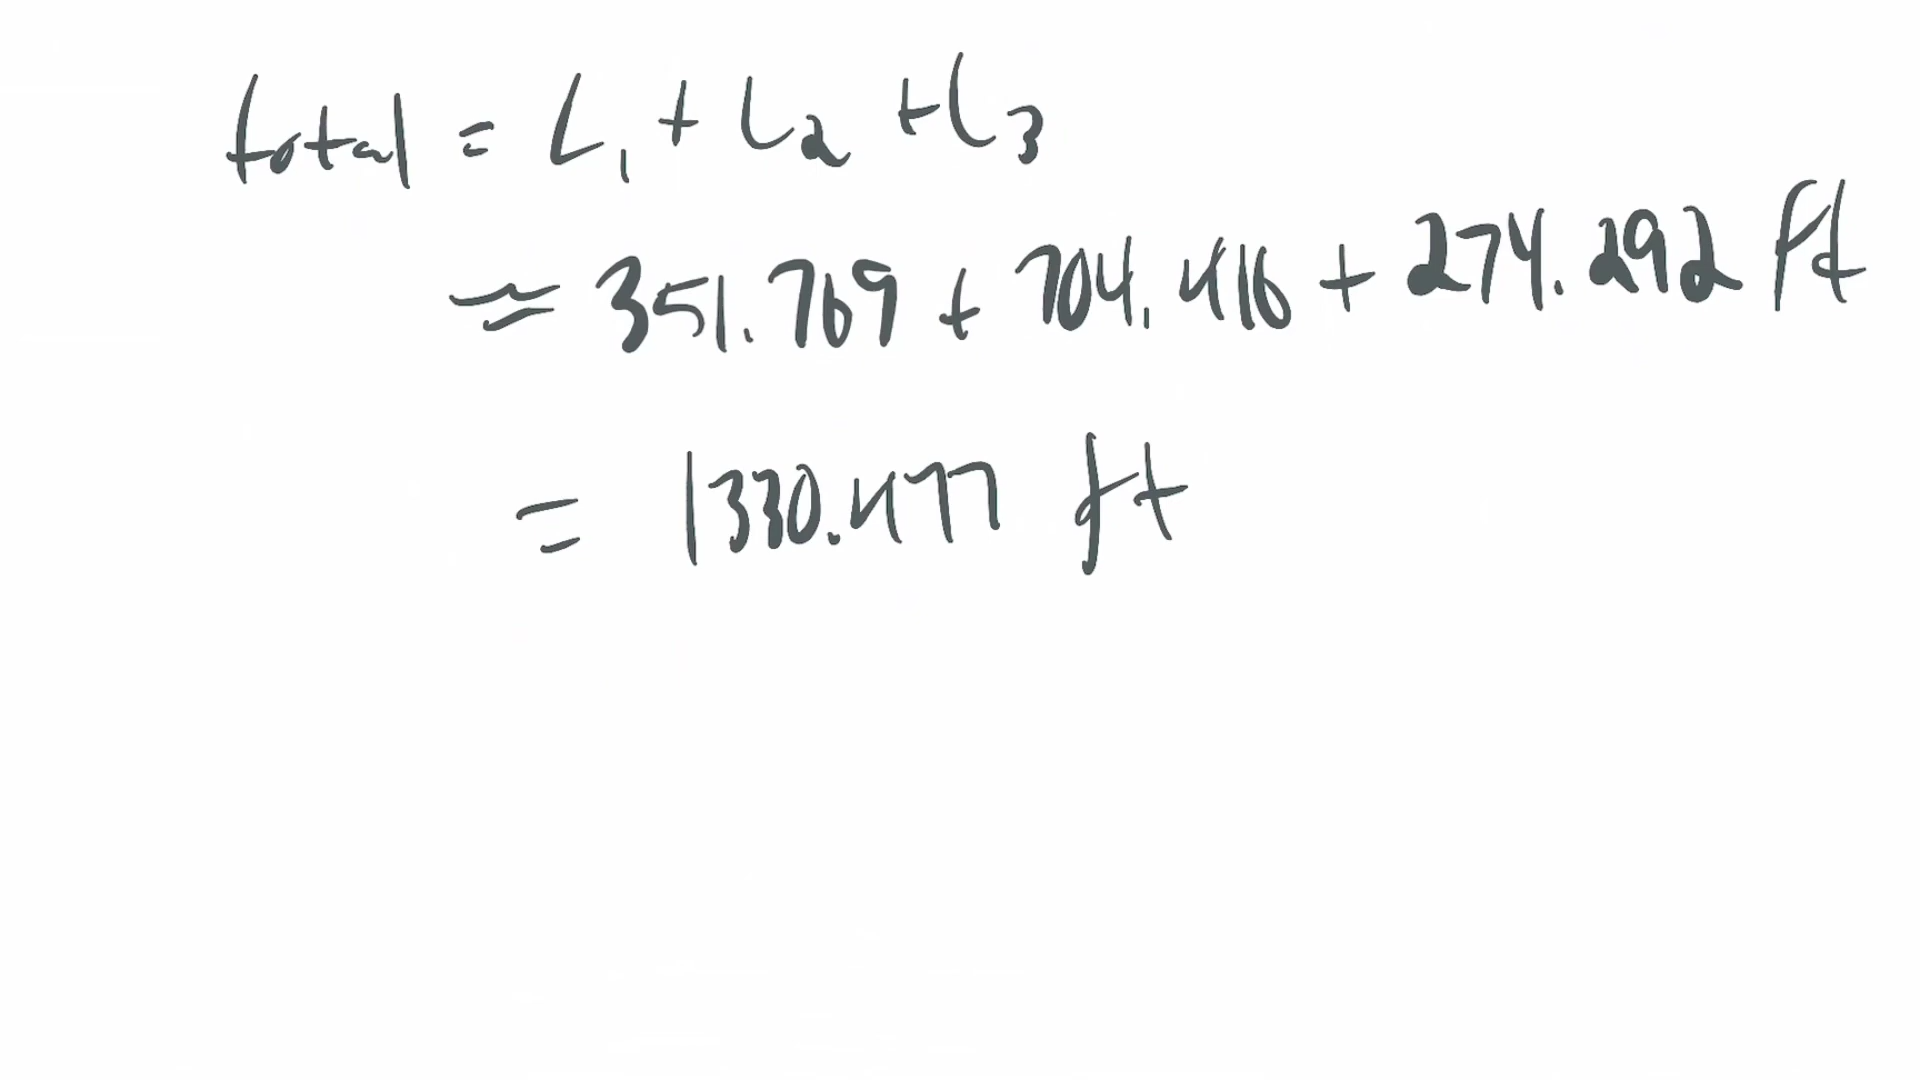 total = L₁ + L₂ + L₃
≈ 351.769 + 704.416 + 274.292 ft
= 1330.477 ft